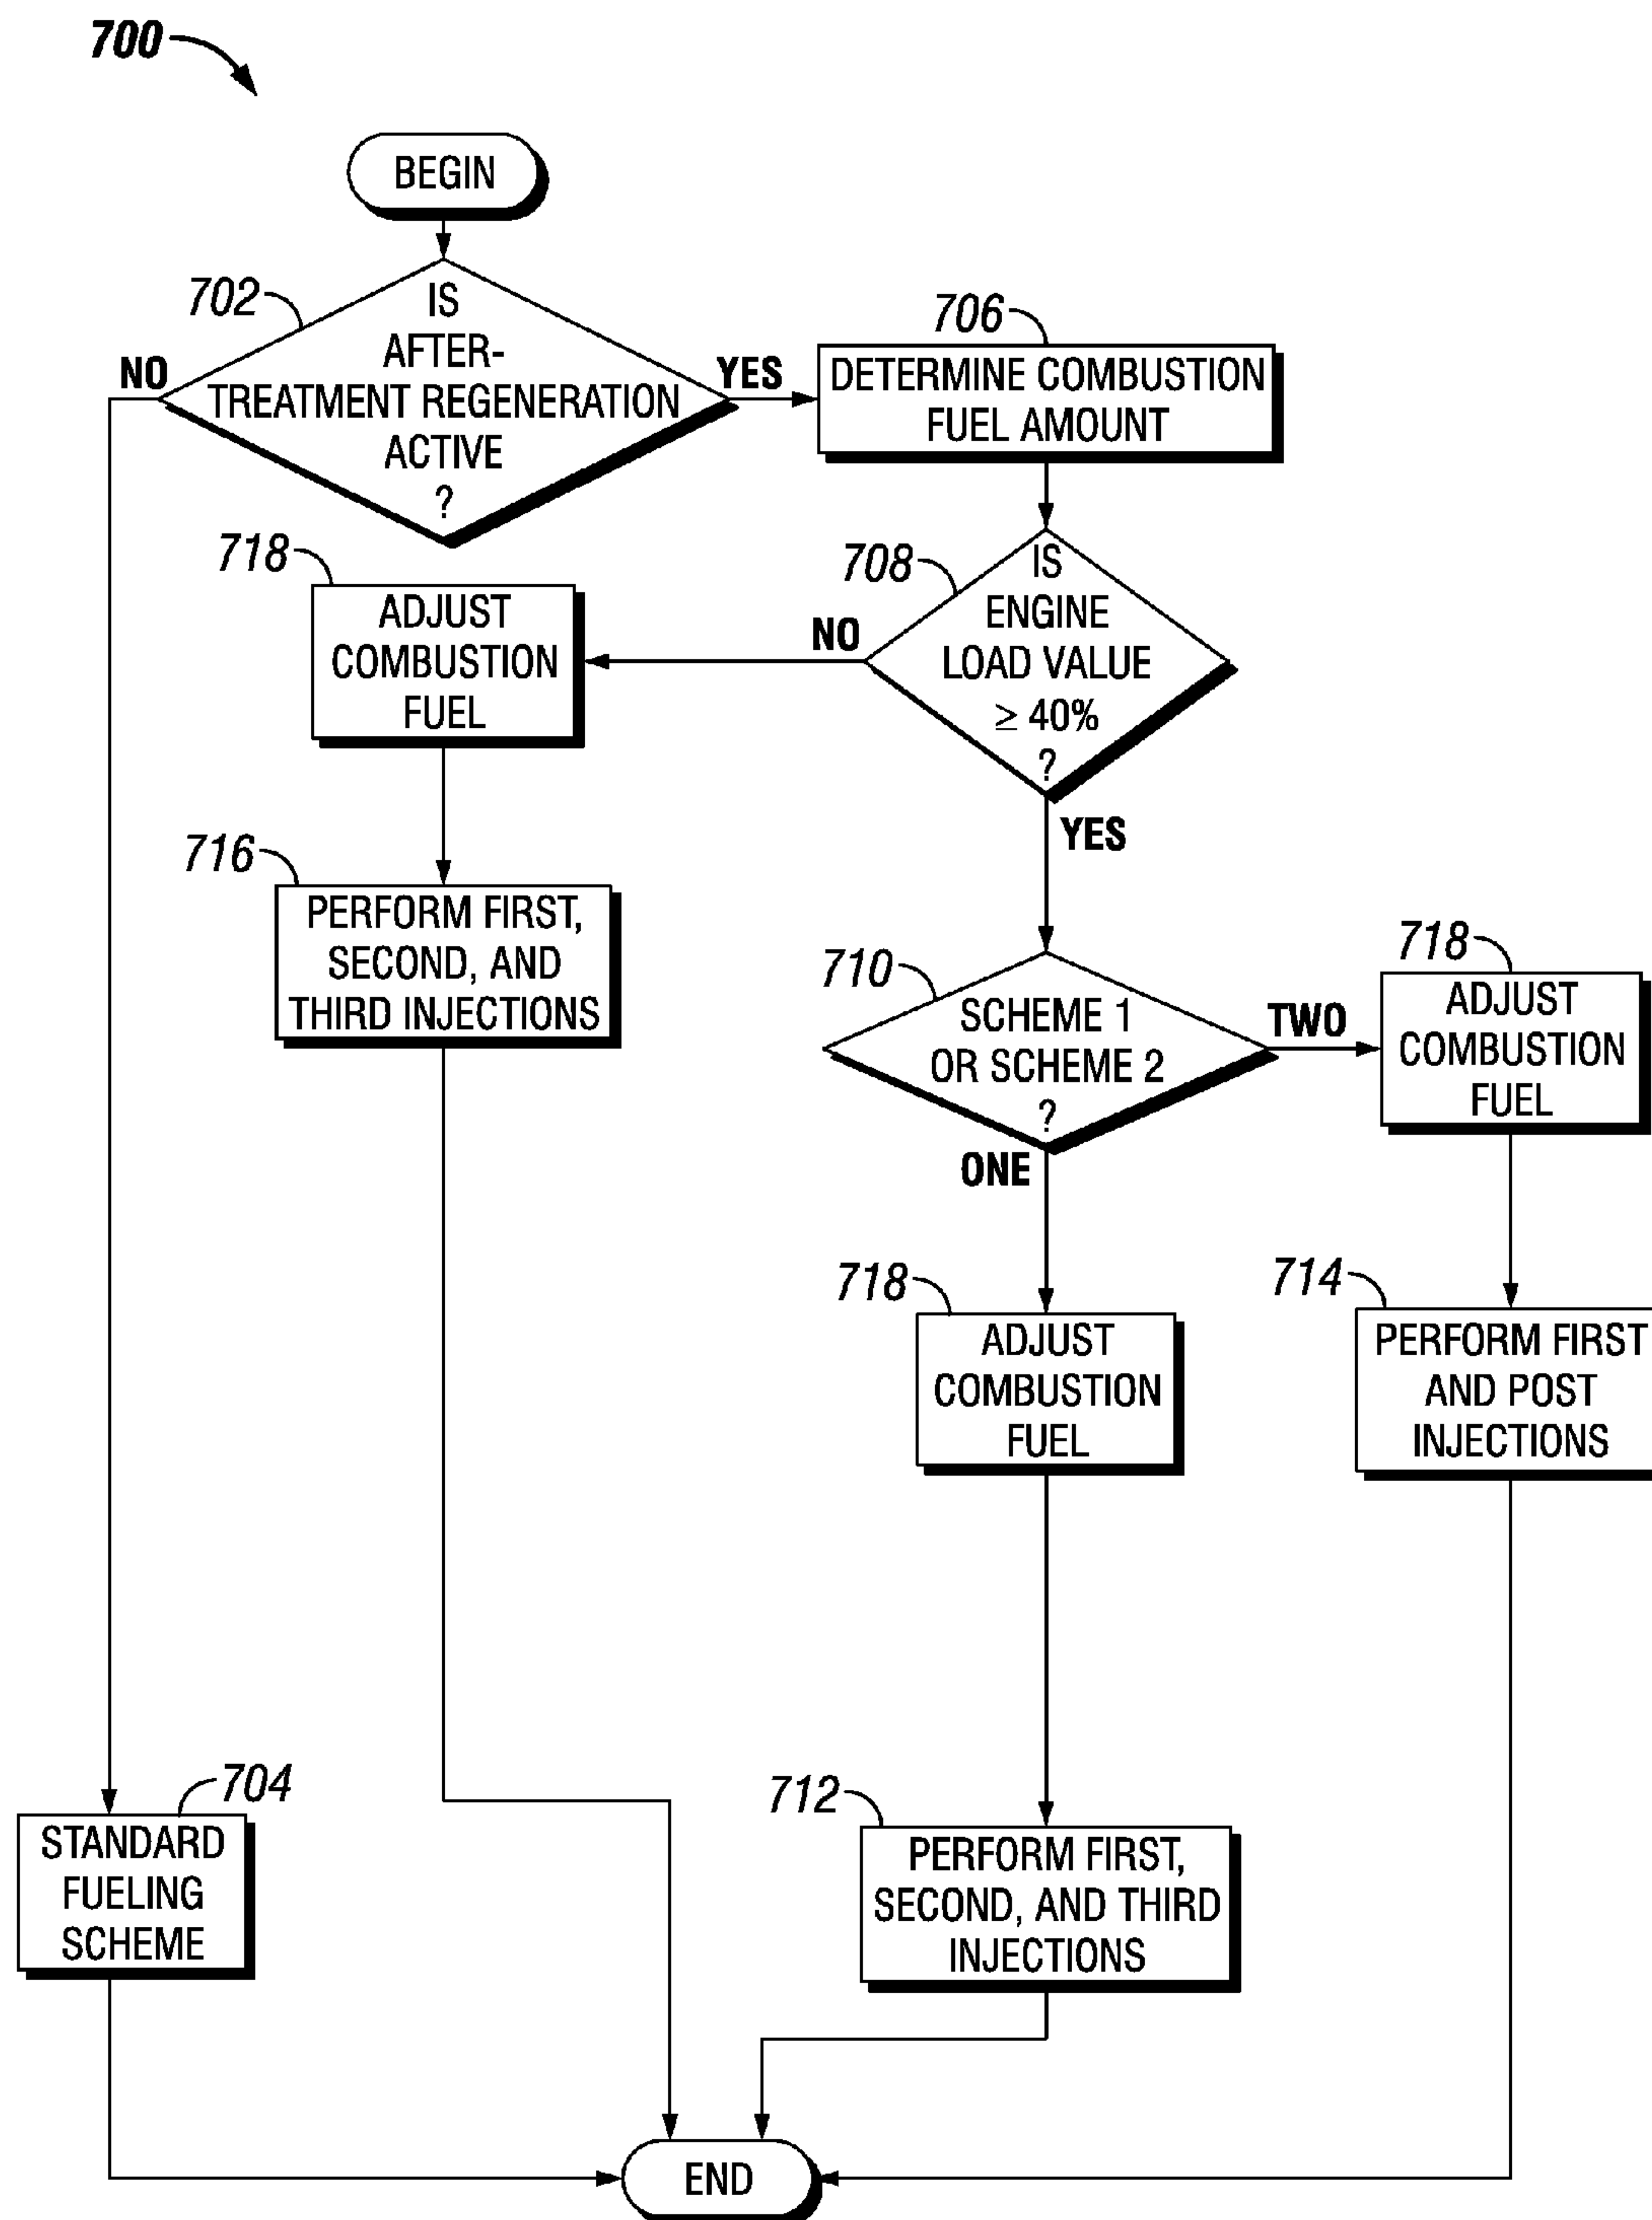 700
BEGIN
702
IS
AFTER-
TREATMENT REGENERATION
ACTIVE
?
NO
YES
706
DETERMINE COMBUSTION
FUEL AMOUNT
708
IS
ENGINE
LOAD VALUE
≥ 40%
?
NO
YES
718
ADJUST
COMBUSTION
FUEL
716
PERFORM FIRST,
SECOND, AND
THIRD INJECTIONS
710
SCHEME 1
OR SCHEME 2
?
TWO
ONE
718
ADJUST
COMBUSTION
FUEL
714
PERFORM FIRST
AND POST
INJECTIONS
718
ADJUST
COMBUSTION
FUEL
712
PERFORM FIRST,
SECOND, AND THIRD
INJECTIONS
704
STANDARD
FUELING
SCHEME
END